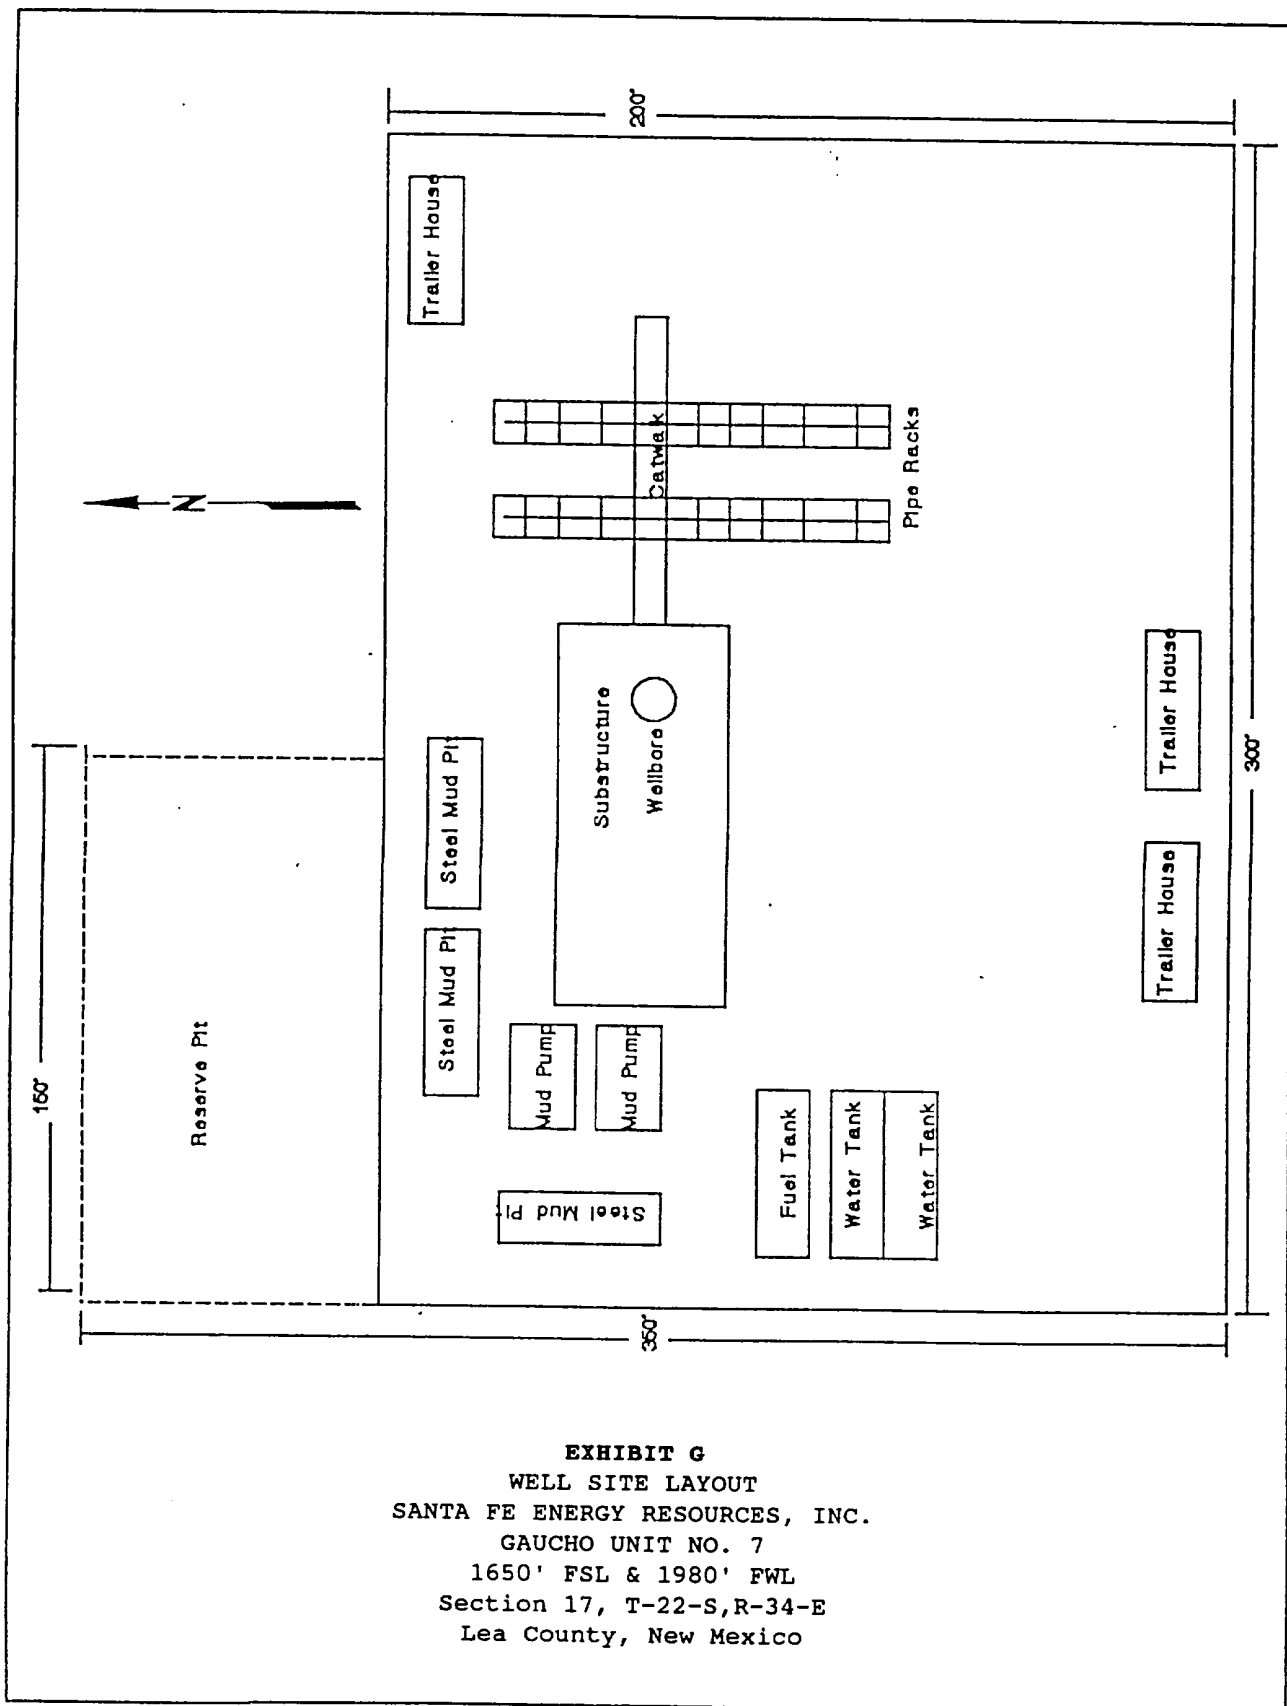 200'
Trailer House
N
Catwalk
Pipe Racks
Substructure
Wellbore
Steel Mud Pit
Steel Mud Pit
Reserve Pit
150'
Mud Pump
Mud Pump
Steel Mud Pit
Fuel Tank
Water Tank
Water Tank
Trailer House
Trailer House
300'
350'
EXHIBIT G
WELL SITE LAYOUT
SANTA FE ENERGY RESOURCES, INC.
GAUCHO UNIT NO. 7
1650' FSL & 1980' FWL
Section 17, T-22-S,R-34-E
Lea County, New Mexico